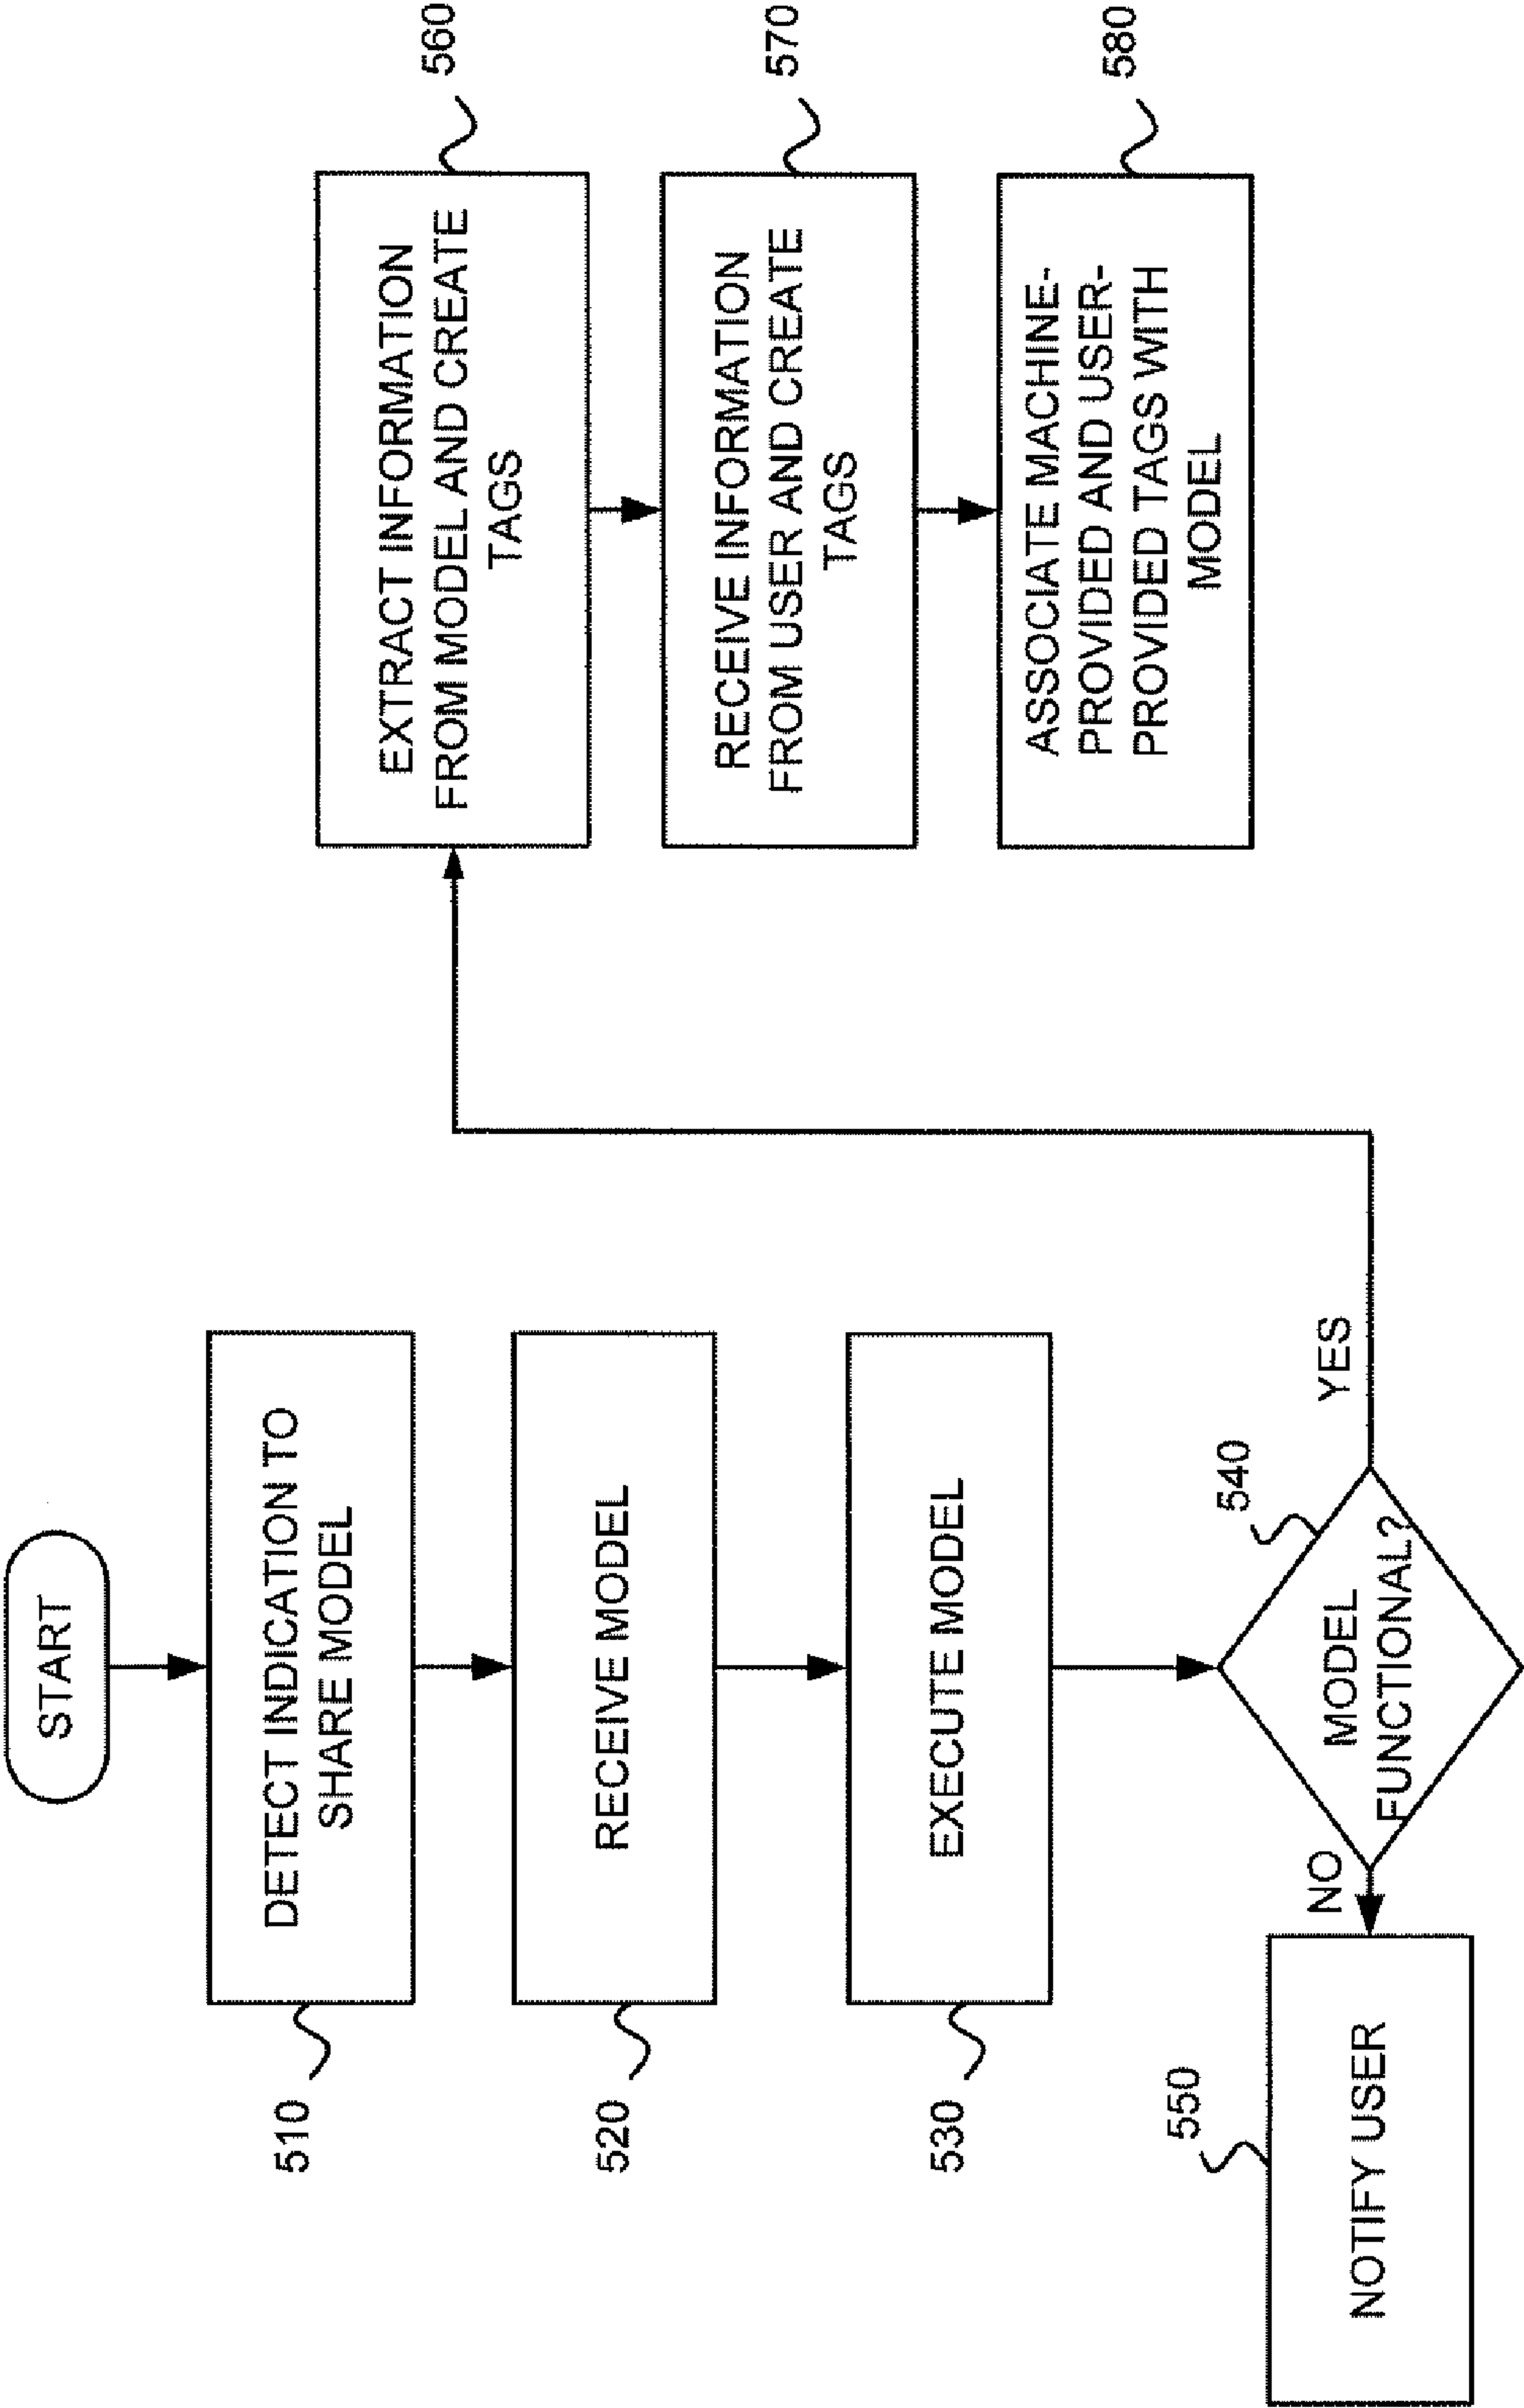 START
DETECT INDICATION TO
SHARE MODEL
510
RECEIVE MODEL
520
EXECUTE MODEL
530
MODEL
FUNCTIONAL?
540
NO
YES
NOTIFY USER
550
EXTRACT INFORMATION
FROM MODEL AND CREATE
TAGS
560
RECEIVE INFORMATION
FROM USER AND CREATE
TAGS
570
ASSOCIATE MACHINE-
PROVIDED AND USER-
PROVIDED TAGS WITH
MODEL
580